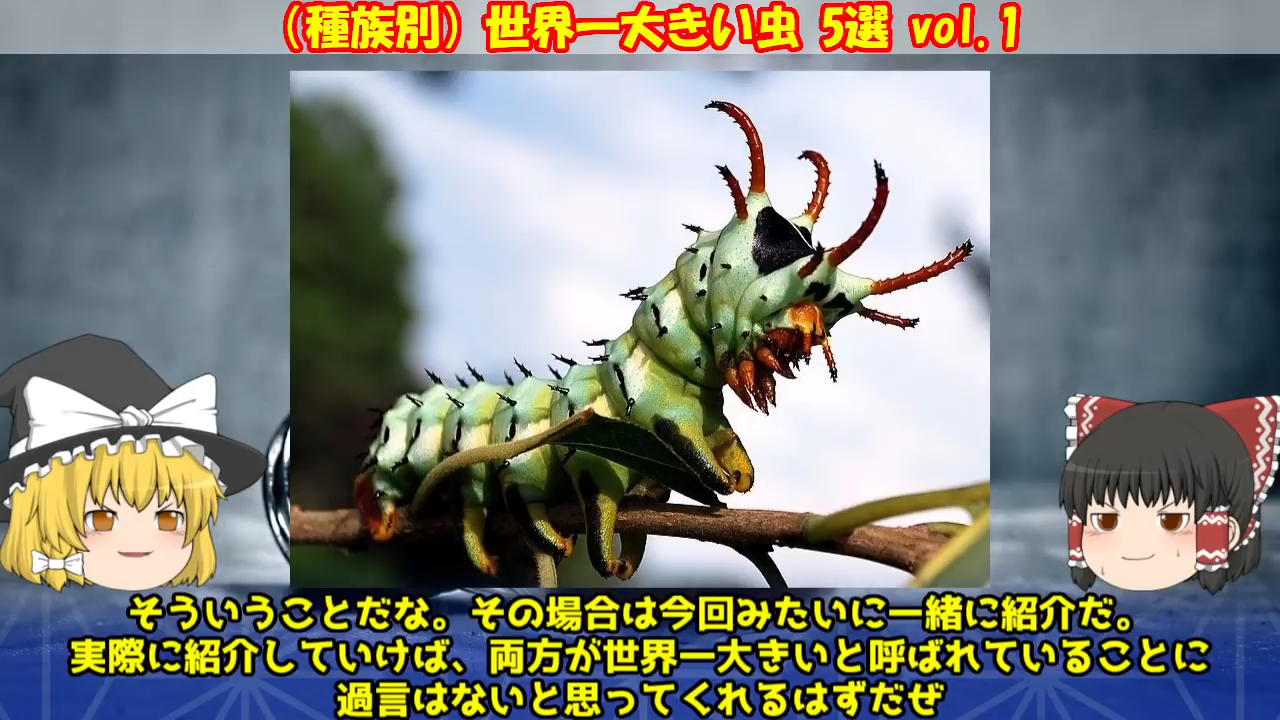 (種族別)世界一大きい虫 5選 vol.1
そういうことだな。その場合は今回みたいに一緒に紹介だ。
実際に紹介していけば、両方が世界一大きいと呼ばれていることに
過言はないと思ってくれるはずだぜ